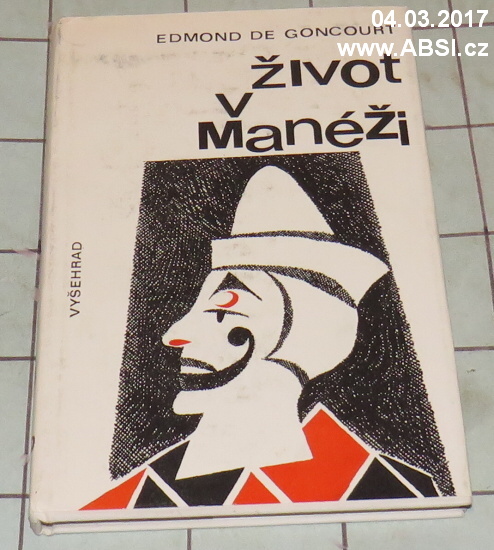 04.03.2017
www.ABSI.cz
EDMOND DE GONCOURT
život
v
Manéži
VYŠEHRAD